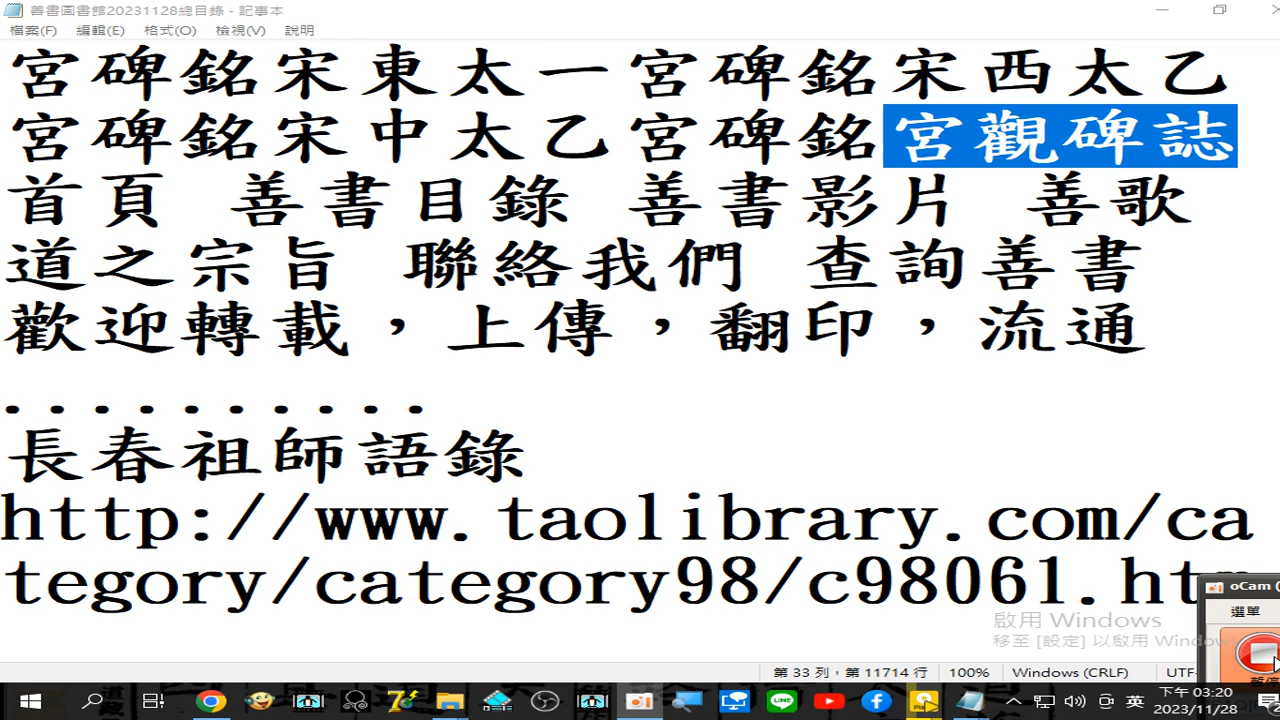 善書圖書館20231128總目錄 - 記事本
檔案(F) 編輯(E) 格式(O) 檢視(V) 說明
宮碑銘宋東太一宮碑銘宋西太乙
宮碑銘宋中太乙宮碑銘宮觀碑誌
首頁 善書目錄 善書影片 善歌
道之宗旨 聯絡我們 查詢善書
歡迎轉載，上傳，翻印，流通
..........
長春祖師語錄
http://www.taolibrary.com/ca
tegory/category98/c98061.htm
oCam (
選單
啟用 Windows
移至 [設定] 以啟用 Windows
暫停
第 33 列，第 11714 行 100% Windows (CRLF) UTF-
英 下午 03:20
2023/11/28